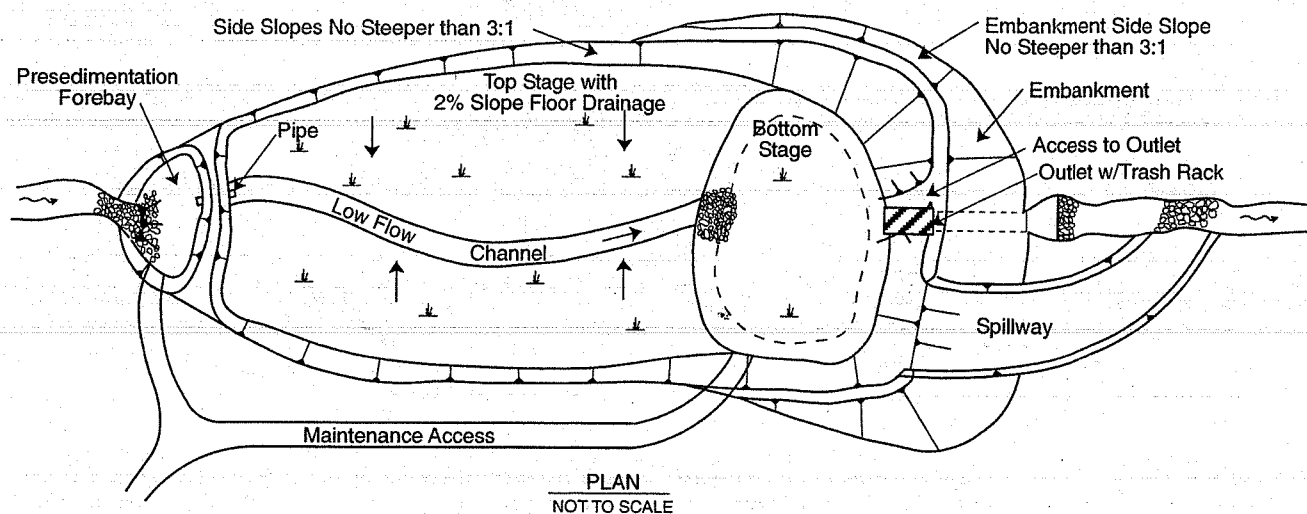 Side Slopes No Steeper than 3:1
Embankment Side Slope
No Steeper than 3:1
Presedimentation
Forebay
Top Stage with
2% Slope Floor Drainage
Embankment
Pipe
Bottom
Stage
Access to Outlet
Outlet w/Trash Rack
Low Flow
Channel
Spillway
Maintenance Access
PLAN
NOT TO SCALE